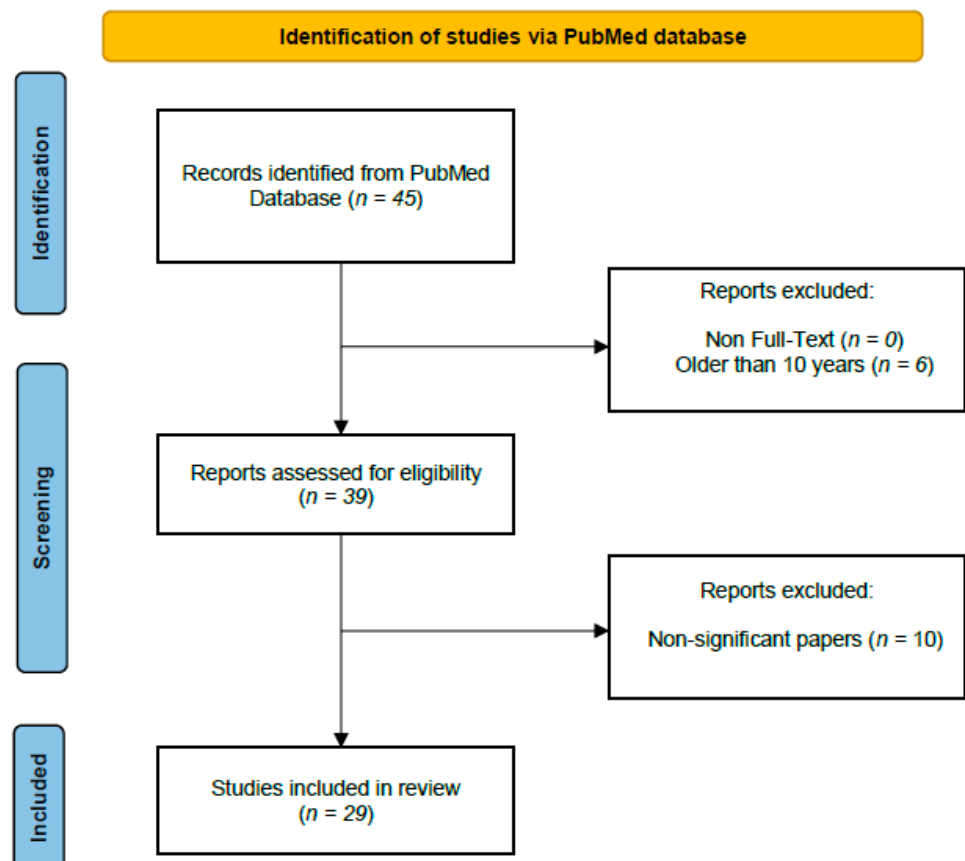 Identification of studies via PubMed database
Identification
Records identified from PubMed
Database (n = 45)
Reports excluded:
Non Full-Text (n = 0)
Older than 10 years (n = 6)
Screening
Reports assessed for eligibility
(n = 39)
Reports excluded:
Non-significant papers (n = 10)
Included
Studies included in review
(n = 29)